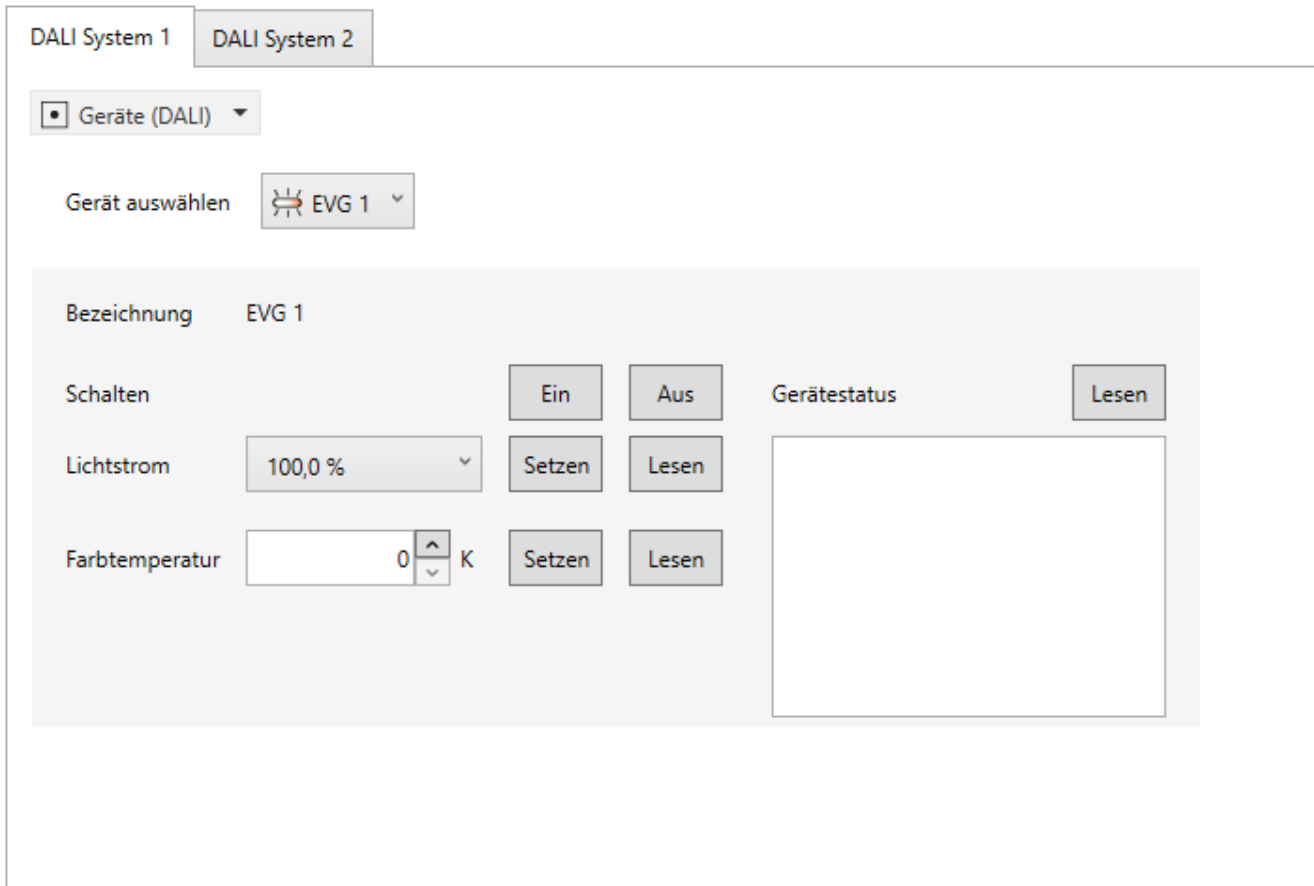 DALI System 1 DALI System 2
Geräte (DALI)
Gerät auswählen EVG 1
Bezeichnung EVG 1
Schalten Ein Aus Gerätestatus Lesen
Lichtstrom 100,0 % Setzen Lesen
Farbtemperatur 0 K Setzen Lesen